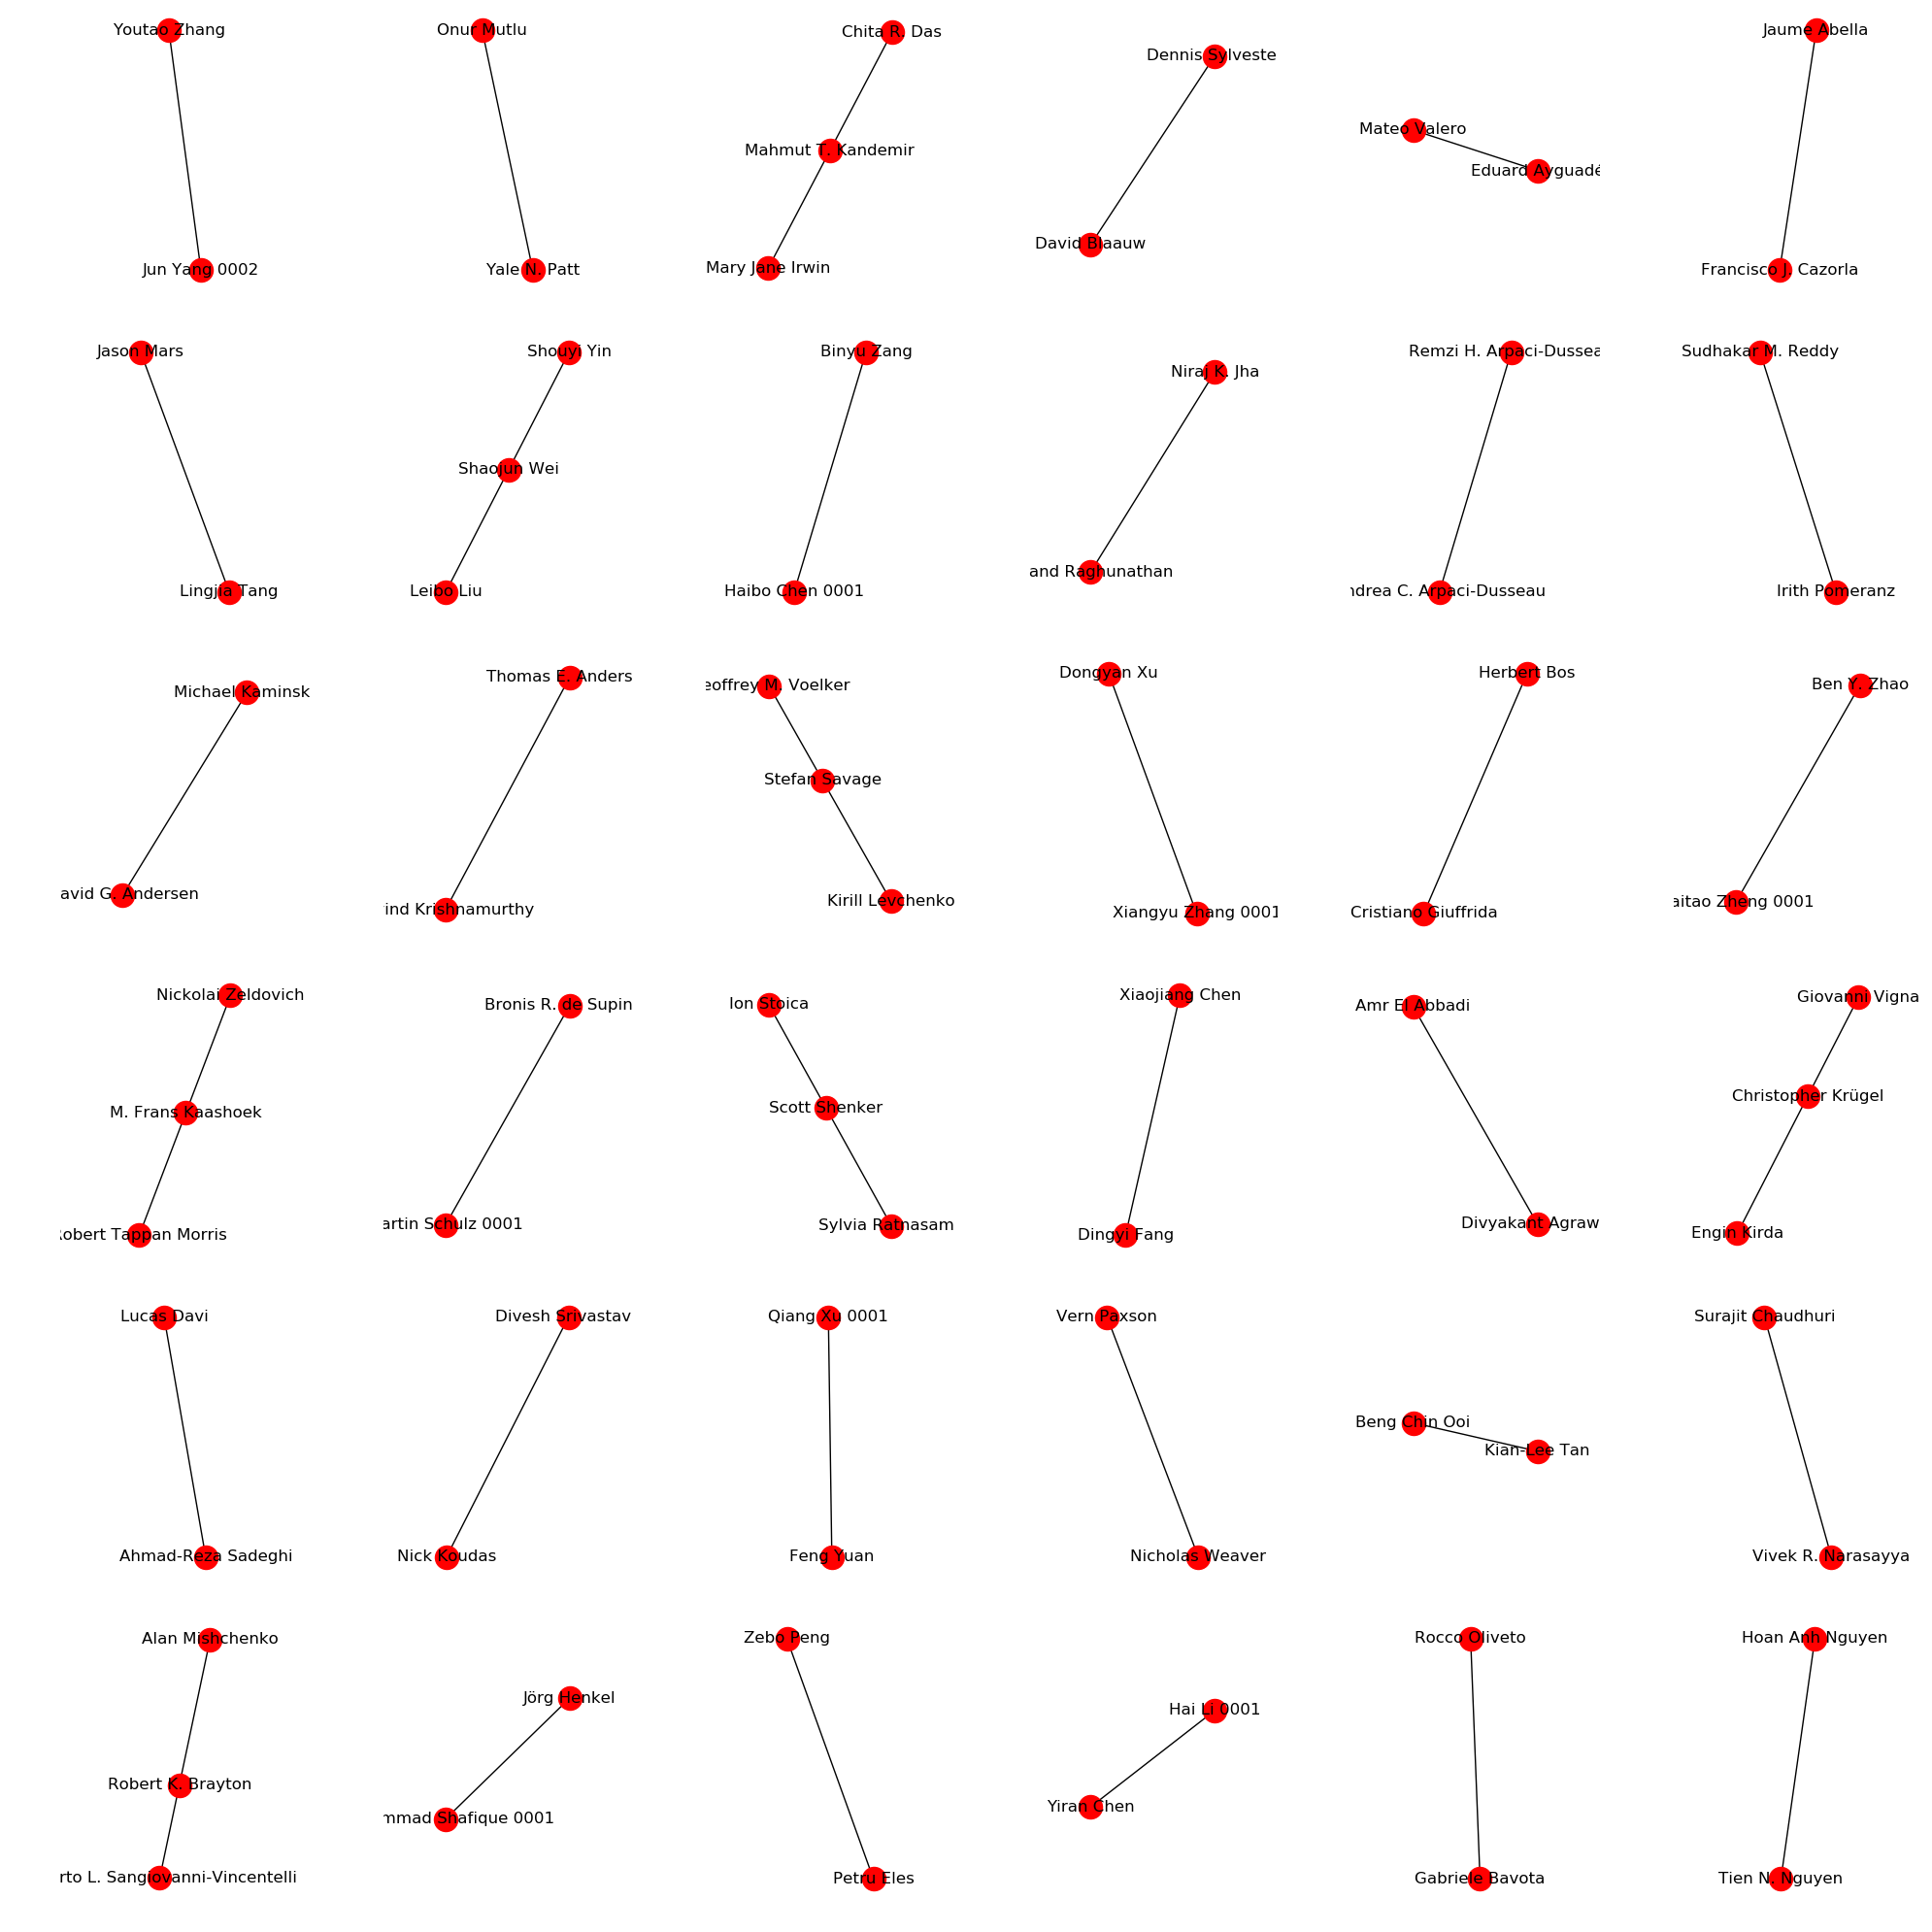 Youtao Zhang
Jun Yang 0002
Onur Mutlu
Yale N. Patt
Chita R. Das
Mahmut T. Kandemir
Mary Jane Irwin
Dennis Sylveste
David Blaauw
Mateo Valero
Eduard Ayguadé
Jaume Abella
Francisco J. Cazorla
Jason Mars
Lingjia Tang
Shouyi Yin
Shaojun Wei
Leibo Liu
Binyu Zang
Haibo Chen 0001
Niraj K. Jha
and Raghunathan
Remzi H. Arpaci-Dussea
ndrea C. Arpaci-Dusseau
Sudhakar M. Reddy
Irith Pomeranz
Michael Kaminsk
avid G. Andersen
Thomas E. Anders
vind Krishnamurthy
eoffrey M. Voelker
Stefan Savage
Kirill Levchenko
Dongyan Xu
Xiangyu Zhang 0001
Herbert Bos
Cristiano Giuffrida
Ben Y. Zhao
aitao Zheng 0001
Nickolai Zeldovich
M. Frans Kaashoek
Robert Tappan Morris
Bronis R. de Supin
artin Schulz 0001
Ion Stoica
Scott Shenker
Sylvia Ratnasam
Xiaojiang Chen
Dingyi Fang
Amr El Abbadi
Divyakant Agraw
Giovanni Vigna
Christopher Krügel
Engin Kirda
Lucas Davi
Ahmad-Reza Sadeghi
Divesh Srivastav
Nick Koudas
Qiang Xu 0001
Feng Yuan
Vern Paxson
Nicholas Weaver
Beng Chin Ooi
Kian-Lee Tan
Surajit Chaudhuri
Vivek R. Narasayya
Alan Mishchenko
Robert K. Brayton
rto L. Sangiovanni-Vincentelli
Jörg Henkel
mmad Shafique 0001
Zebo Peng
Petru Eles
Hai Li 0001
Yiran Chen
Rocco Oliveto
Gabriele Bavota
Hoan Anh Nguyen
Tien N. Nguyen